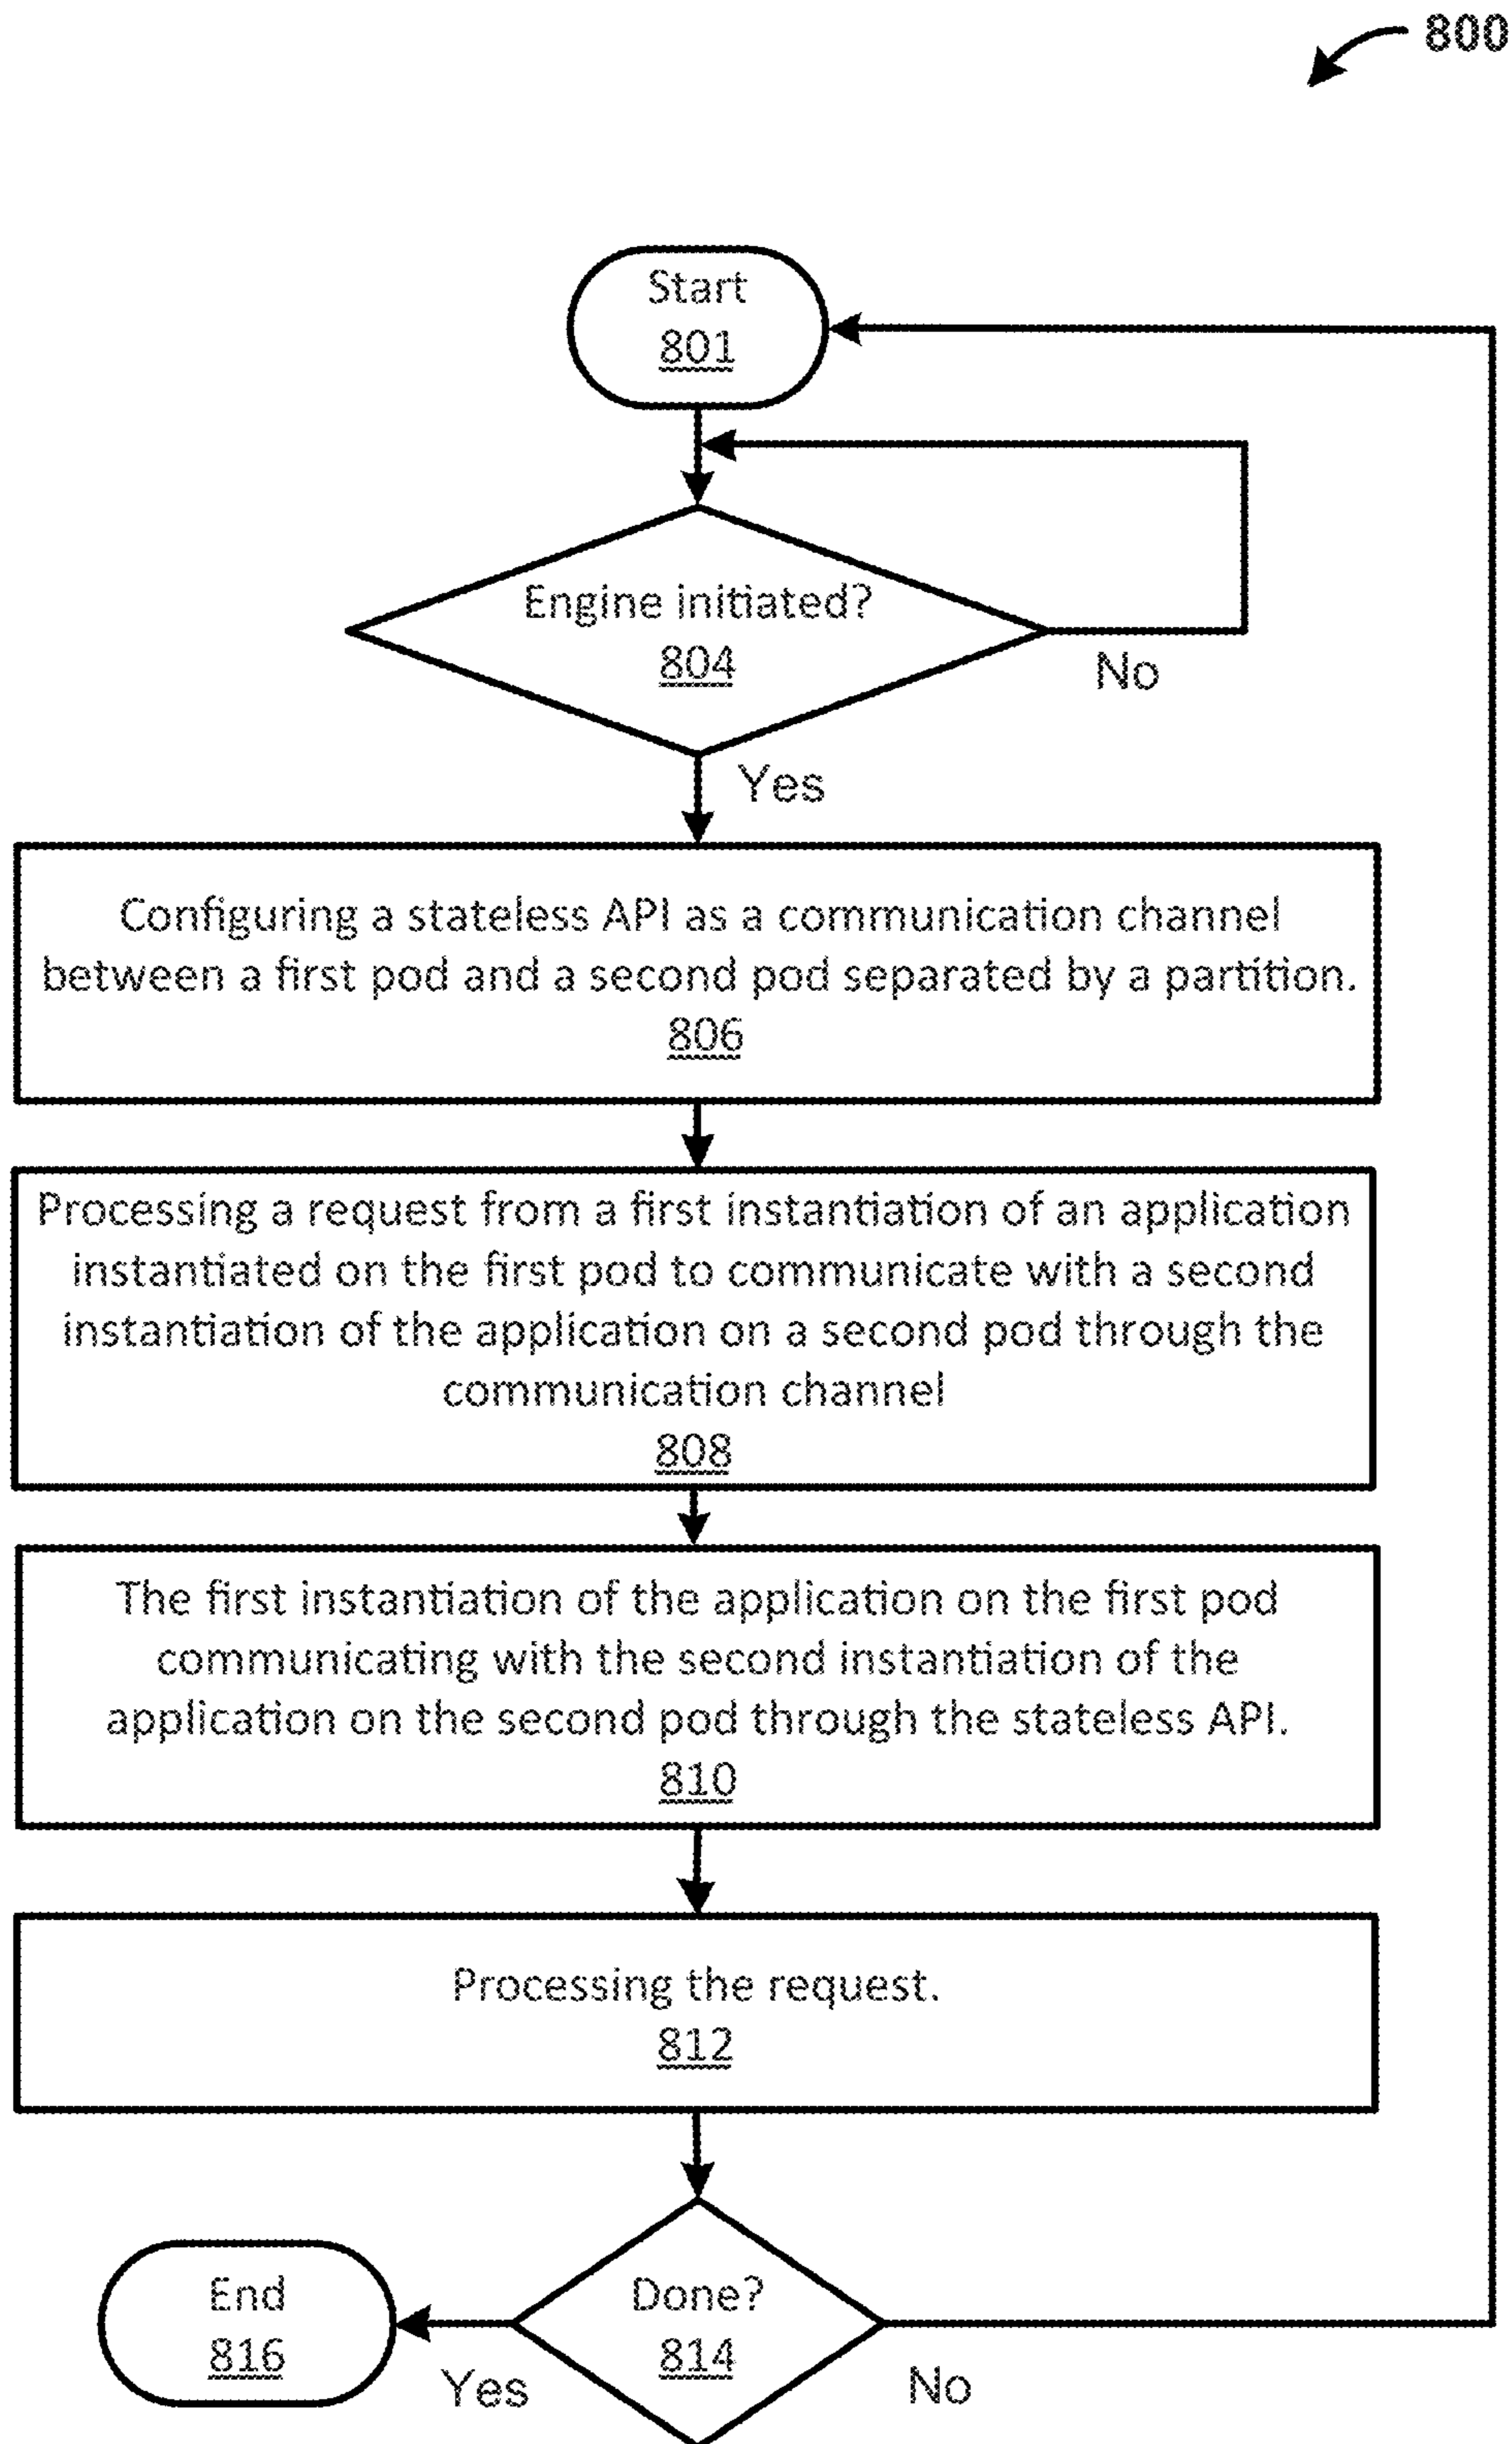 800
Start
801
Engine initiated?
804
No
Yes
Configuring a stateless API as a communication channel
between a first pod and a second pod separated by a partition.
806
Processing a request from a first instantiation of an application
instantiated on the first pod to communicate with a second
instantiation of the application on a second pod through the
communication channel
808
The first instantiation of the application on the first pod
communicating with the second instantiation of the
application on the second pod through the stateless API.
810
Processing the request.
812
End
816
Yes
Done?
814
No